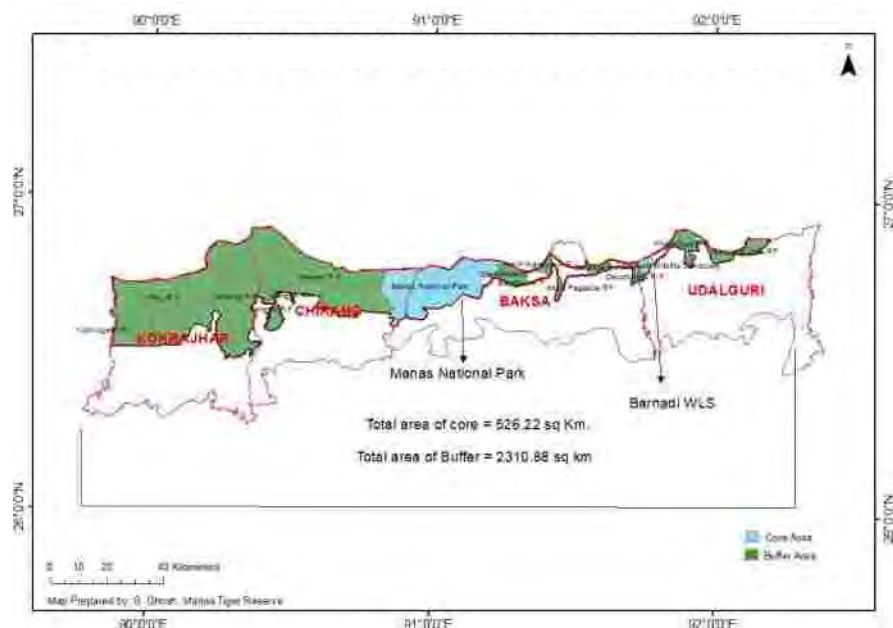 90°0'0"E 91°0'0"E 92°0'0"E
27°0'0"N
27°0'0"N
Manas National Park
KOKRAJHAR
CHIRANG
BAKSA
UDALGURI
Manas National Park
Barnadi WLS
Total area of core = 526.22 sq Km.
Total area of Buffer = 2310.88 sq km
26°0'0"N
26°0'0"N
Core Area
Buffer Area
0 10 20 40 Kilometers
Map Prepared by: G. Ghosh, Manas Tiger Reserve
90°0'0"E 91°0'0"E 92°0'0"E